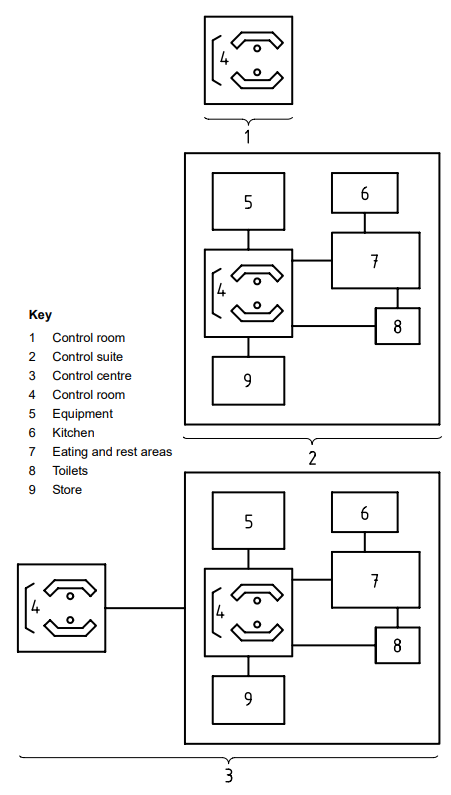 4
1
5
6
7
4
8
9
2
Key
1 Control room
2 Control suite
3 Control centre
4 Control room
5 Equipment
6 Kitchen
7 Eating and rest areas
8 Toilets
9 Store
5
6
7
4
4
8
9
3